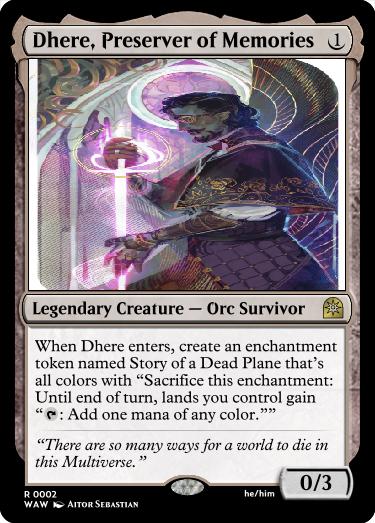 Dhere, Preserver of Memories 1
Legendary Creature — Orc Survivor
When Dhere enters, create an enchantment
token named Story of a Dead Plane that's
all colors with “Sacrifice this enchantment:
Until end of turn, lands you control gain
“: Add one mana of any color.””
“There are so many ways for a world to die in
this Multiverse.”
0/3
R 0002
he/him
WAW Aitor Sebastian